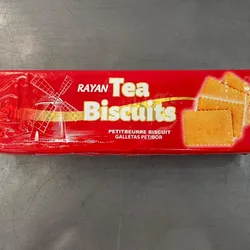 RAYAN Tea
Biscuits
PETITBEURRE BISCUIT
GALLETAS PETIBOR